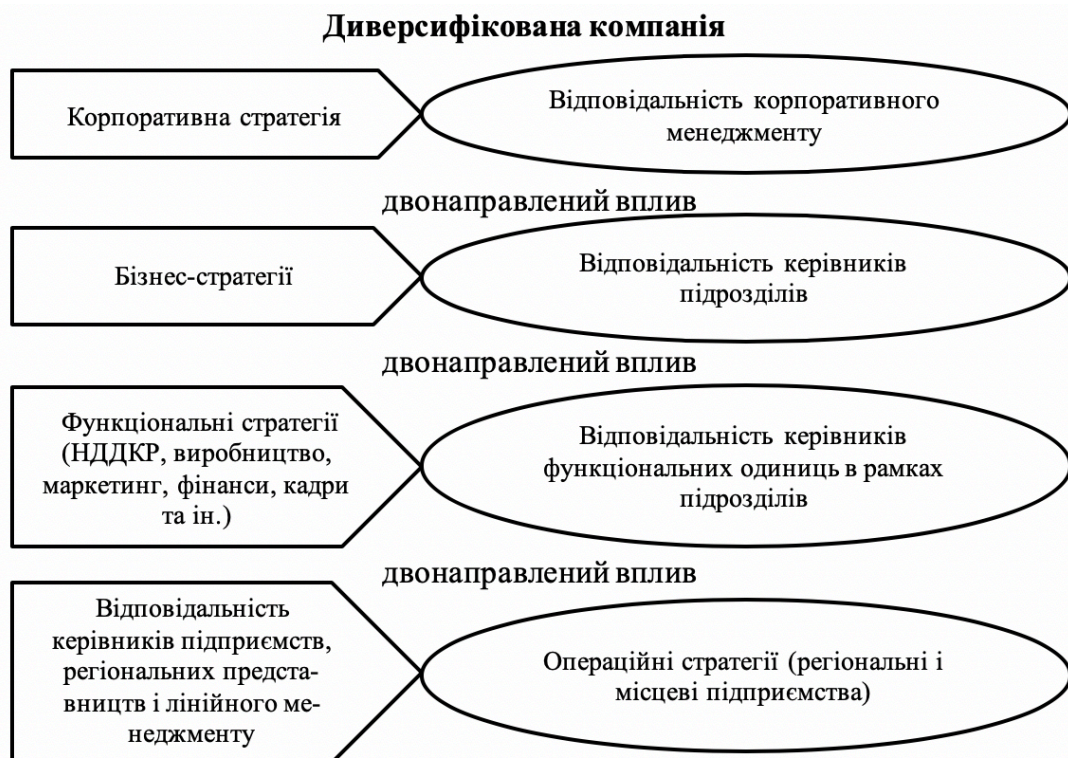 Диверсифікована компанія
Корпоративна стратегія
Відповідальність корпоративного
менеджменту
двонаправлений вплив
Бізнес-стратегії
Відповідальність керівників
підрозділів
двонаправлений вплив
Функціональні стратегії
(НДДКР, виробництво,
маркетинг, фінанси, кадри
та ін.)
Відповідальність керівників
функціональних одиниць в рамках
підрозділів
двонаправлений вплив
Відповідальність
керівників підприємств,
регіональних предста-
вництв і лінійного ме-
неджменту
Операційні стратегії (регіональні і
місцеві підприємства)